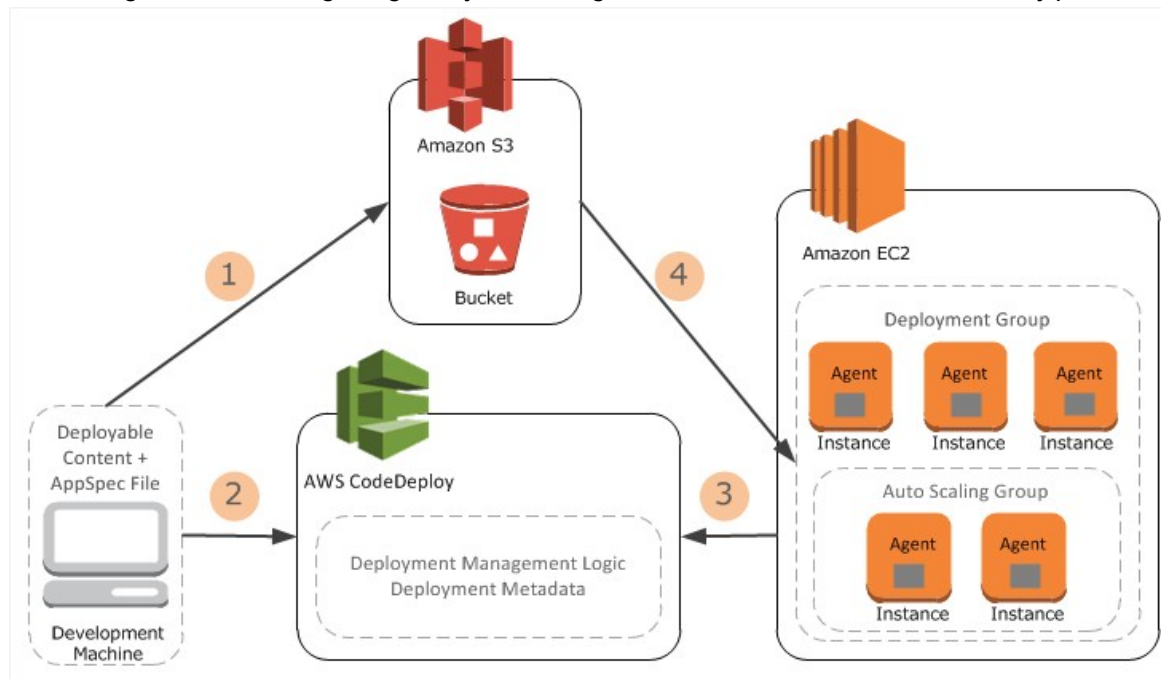 Amazon S3
Bucket
1
4
Amazon EC2
Deployment Group
Agent
Agent
Agent
Instance
Instance
Instance
Auto Scaling Group
Agent
Agent
Instance
Instance
Deployable
Content +
AppSpec File
Development
Machine
2
AWS CodeDeploy
Deployment Management Logic
Deployment Metadata
3